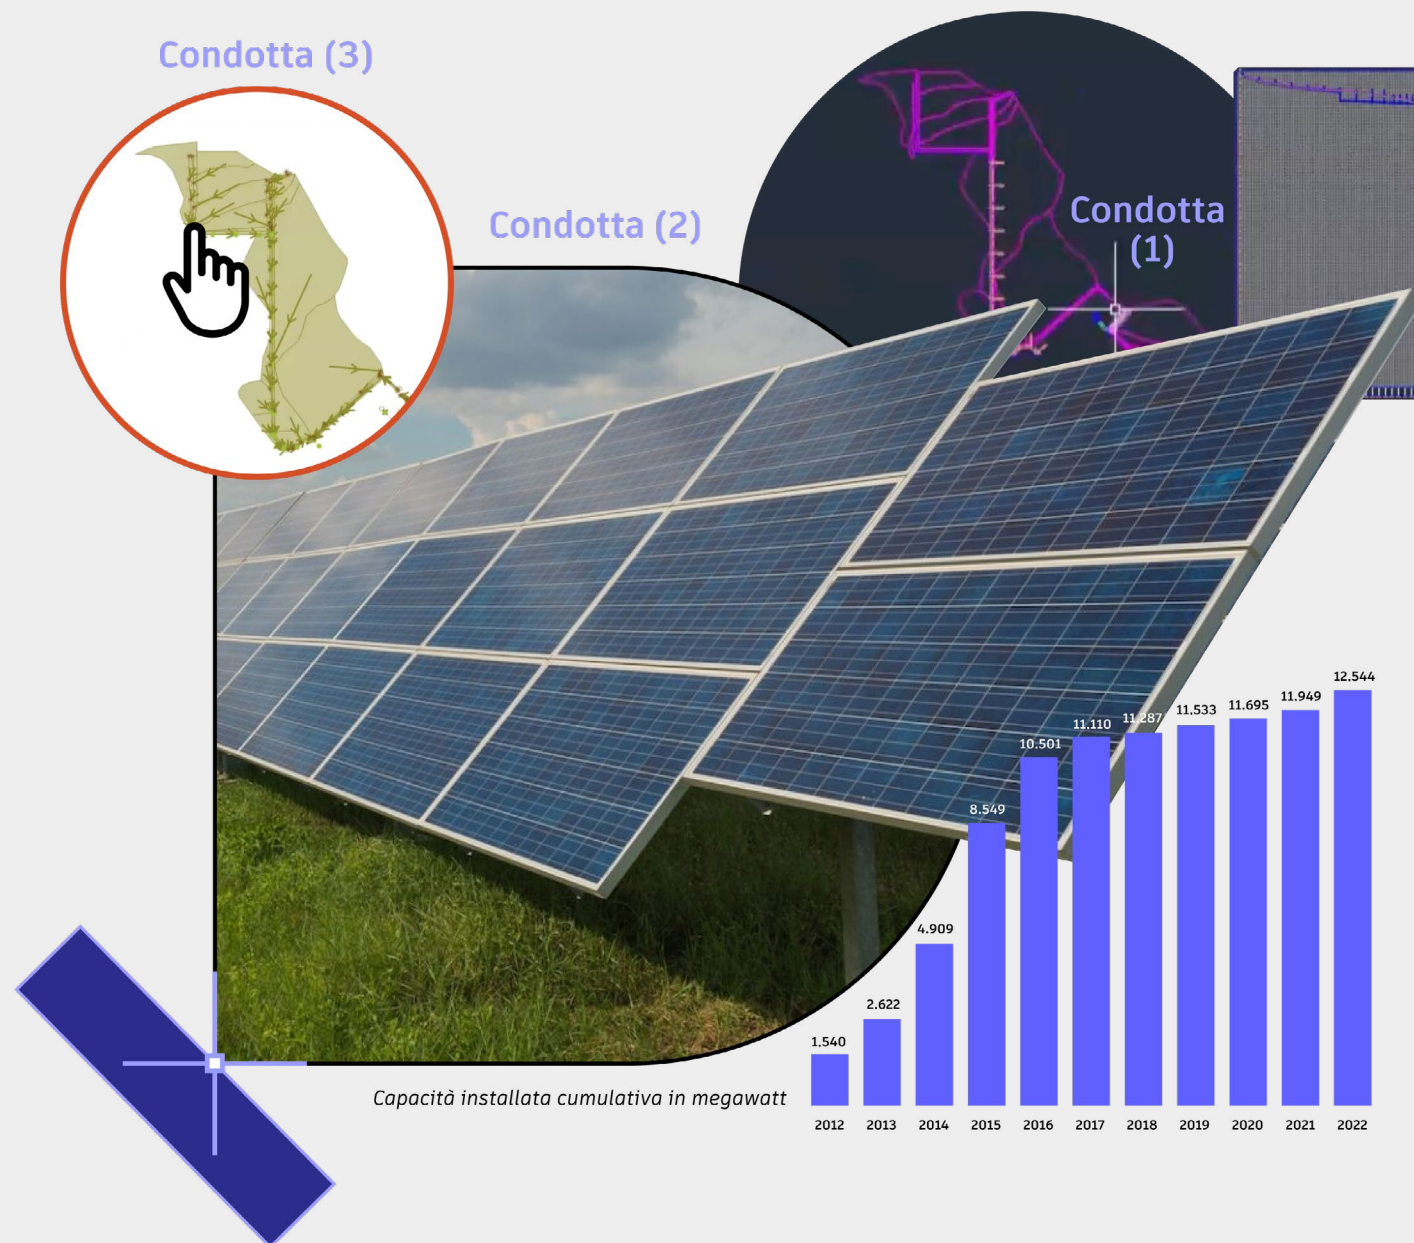 Condotta (3)
Condotta (2)
Condotta
(1)
12.544
11.949
11.695
11.533
11.287
11.110
10.501
8.549
4.909
2.622
1.540
Capacità installata cumulativa in megawatt
2012 2013 2014 2015 2016 2017 2018 2019 2020 2021 2022